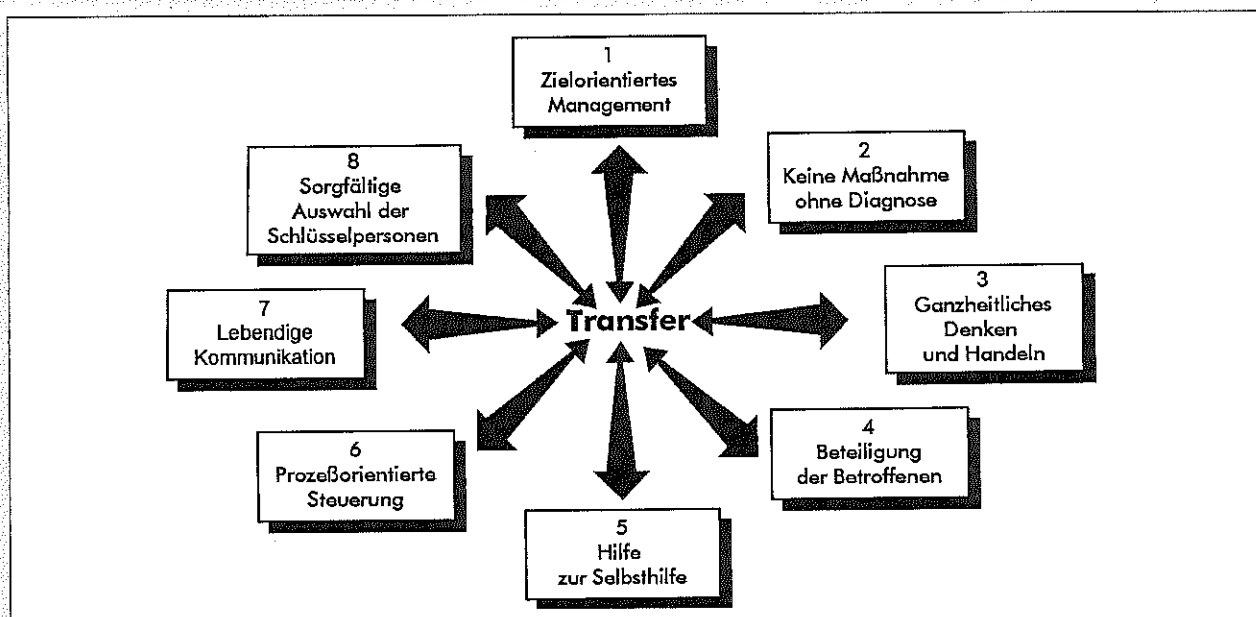 1
Zielorientiertes
Management
2
Keine Maßnahme
ohne Diagnose
3
Ganzheitliches
Denken
und Handeln
4
Beteiligung
der Betroffenen
5
Hilfe
zur Selbsthilfe
6
Prozeßorientierte
Steuerung
7
Lebendige
Kommunikation
8
Sorgfältige
Auswahl der
Schlüsselpersonen
Transfer